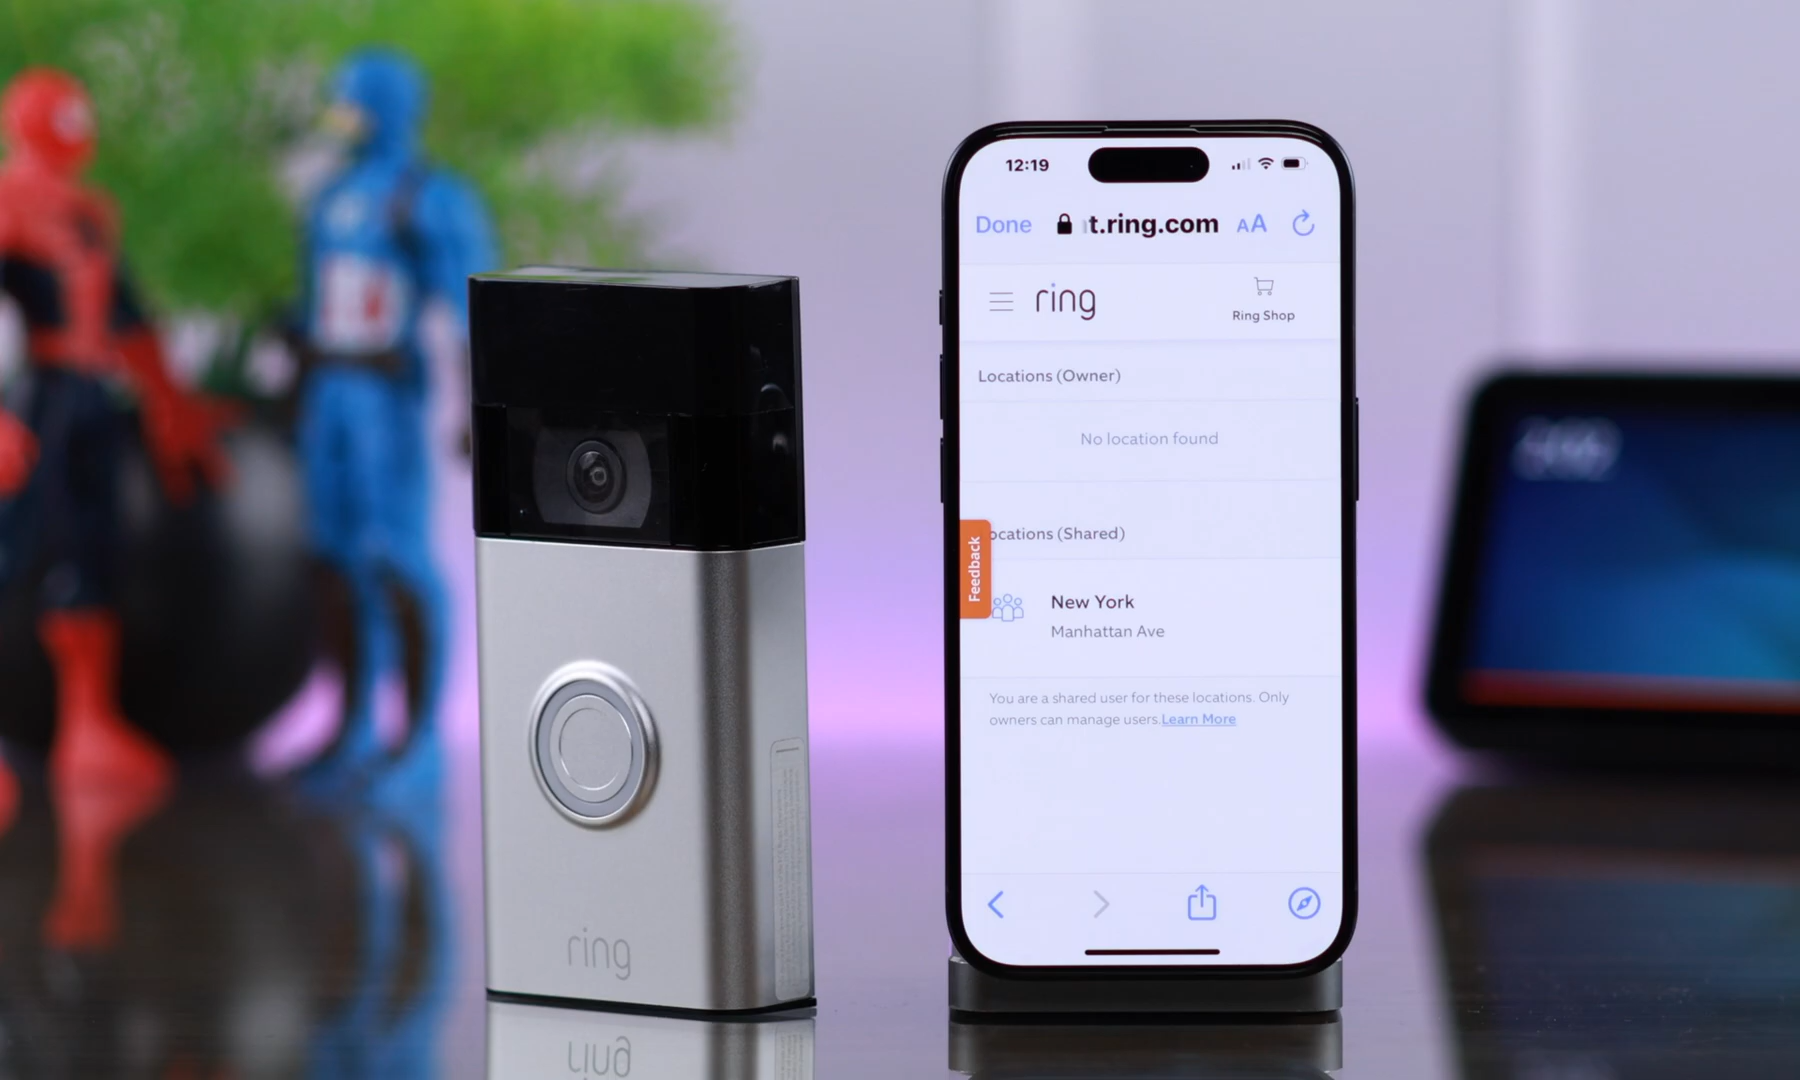 12:19
Done t.ring.com AA
ring
Ring Shop
Locations (Owner)
No location found
ocations (Shared)
Feedback
New York
Manhattan Ave
You are a shared user for these locations. Only
owners can manage users.Learn More
ring